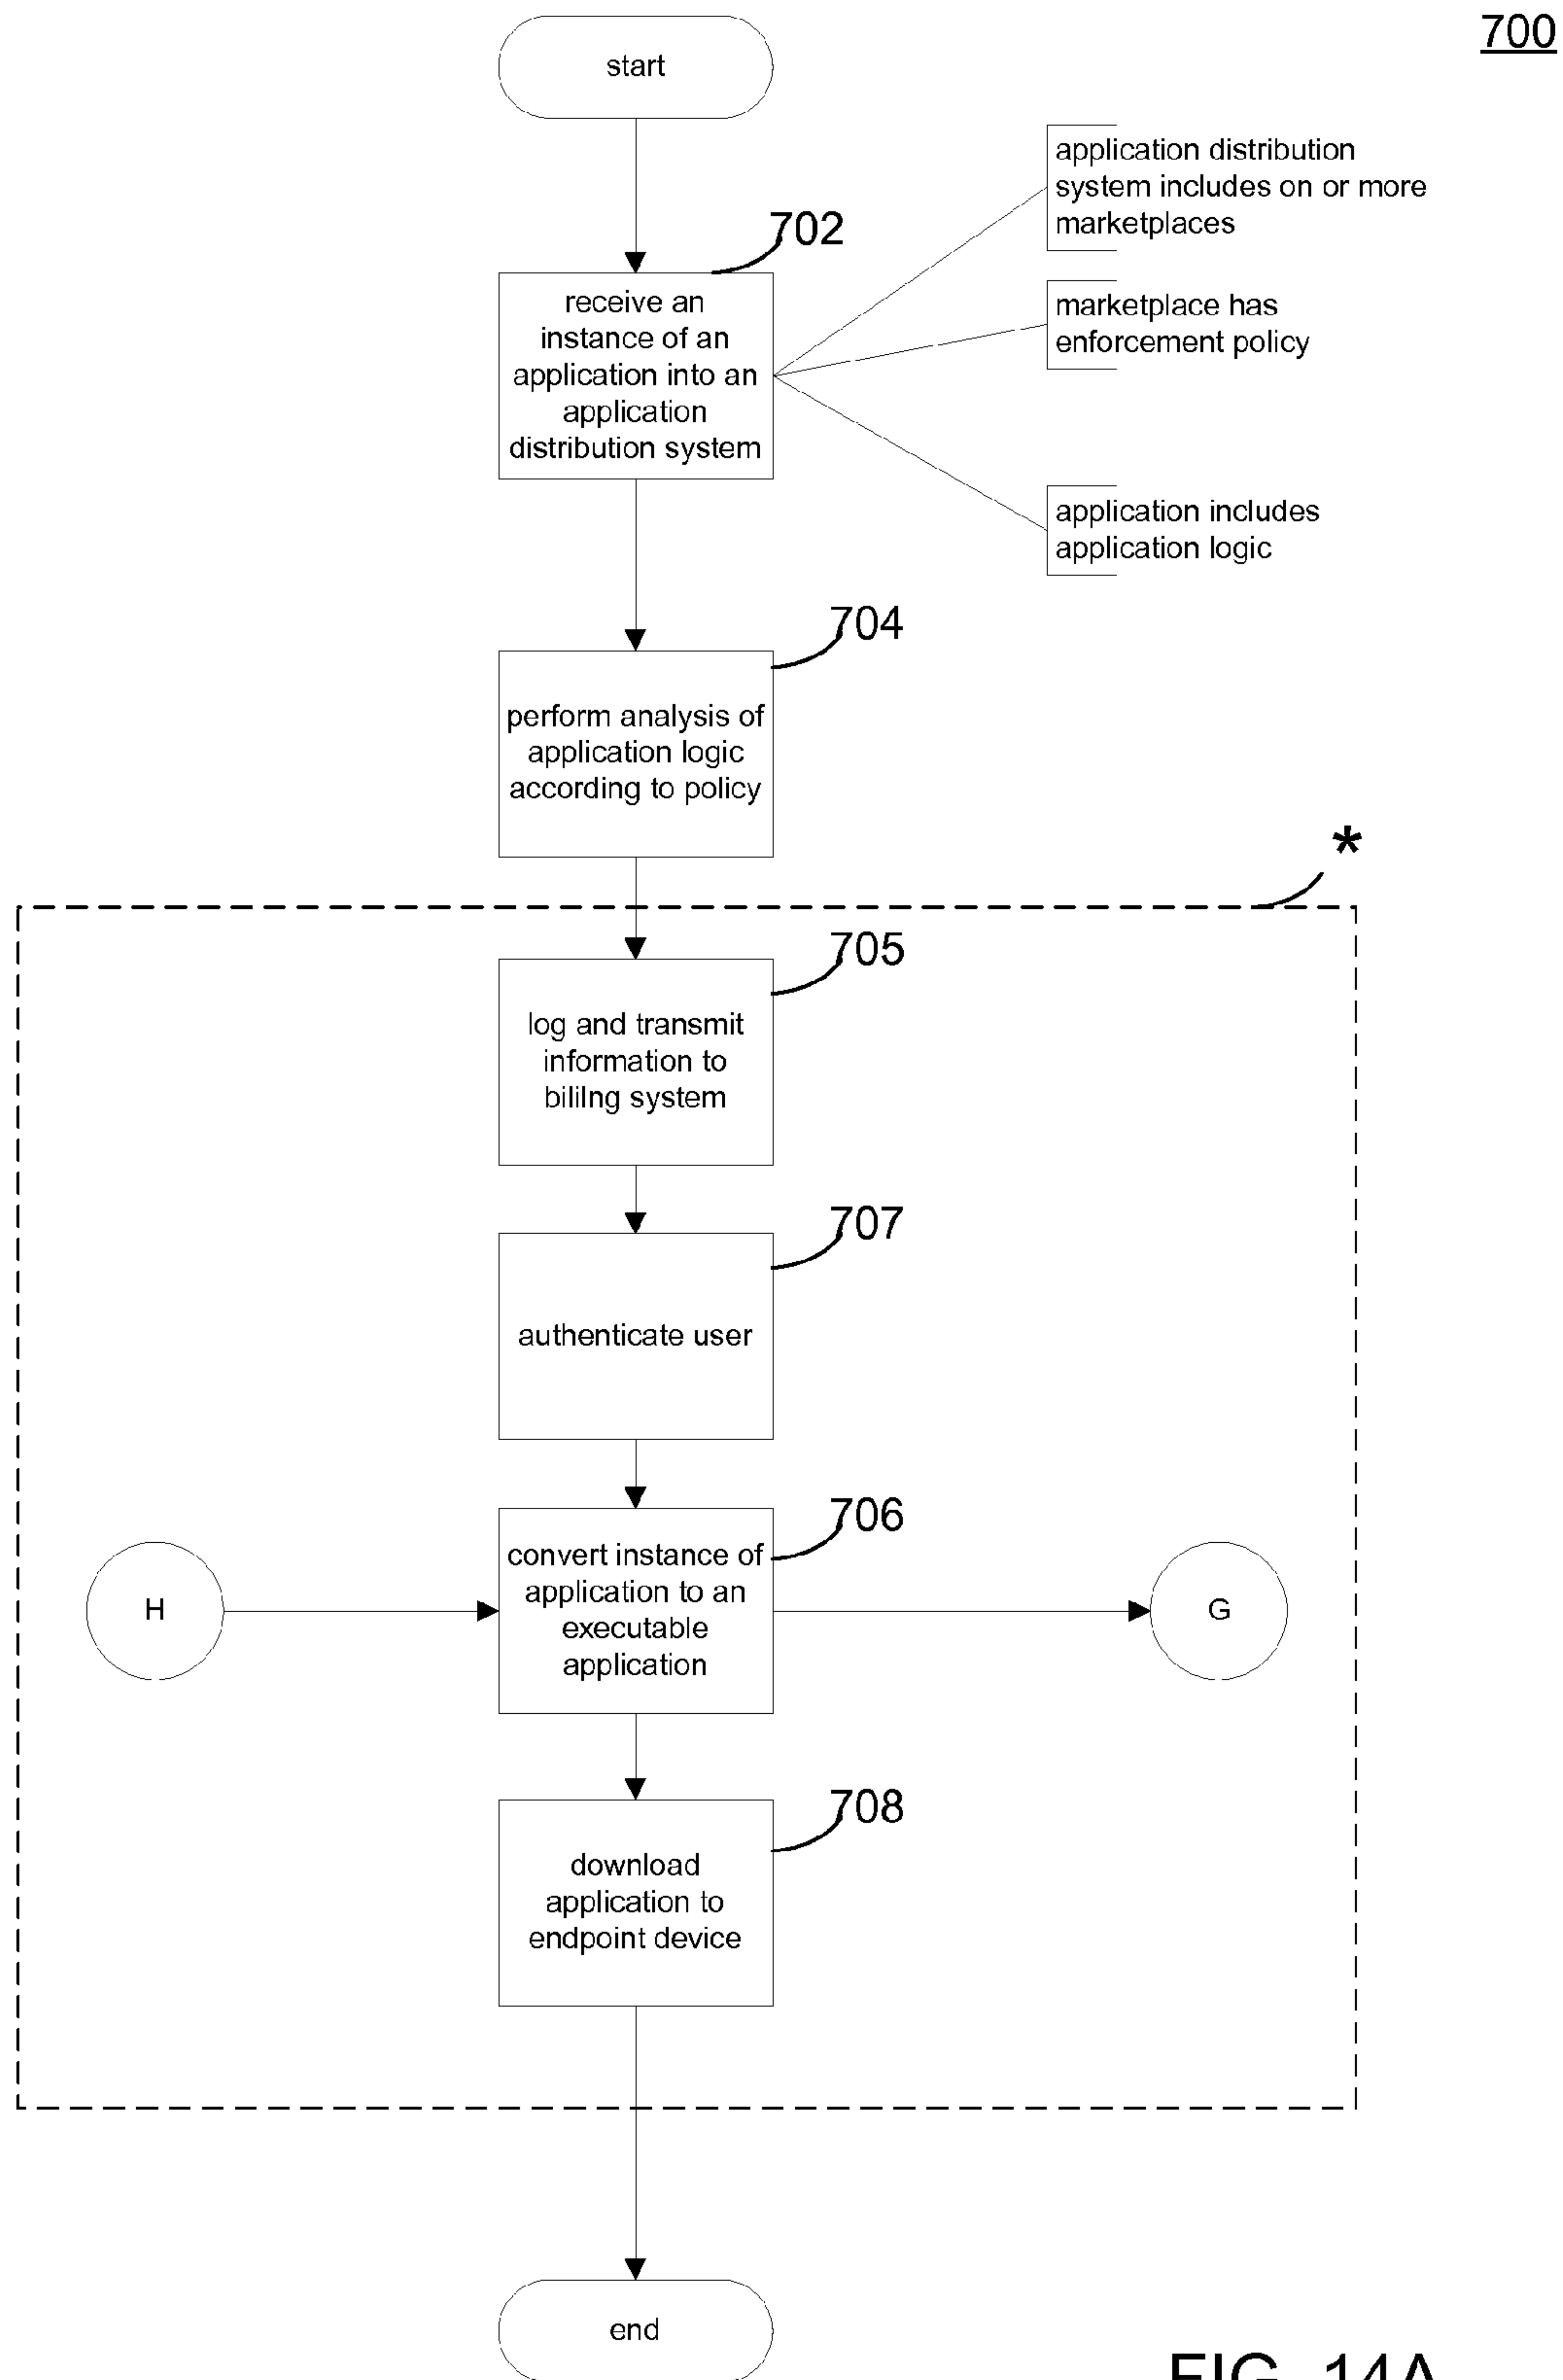 700
start
application distribution
system includes on or more
marketplaces
702
receive an
instance of an
application into an
application
distribution system
marketplace has
enforcement policy
application includes
application logic
704
perform analysis of
application logic
according to policy
*
705
log and transmit
information to
bililng system
707
authenticate user
706
convert instance of
application to an
executable
application
H
G
708
download
application to
endpoint device
end
FIG. 14A